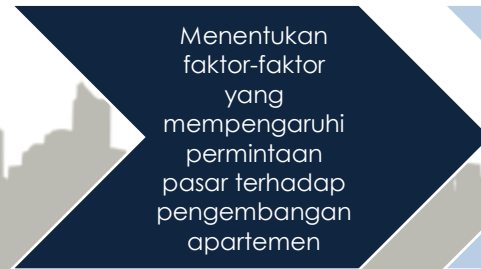 Menentukan
faktor-faktor
yang
mempengaruhi
permintaan
pasar terhadap
pengembangan
apartemen